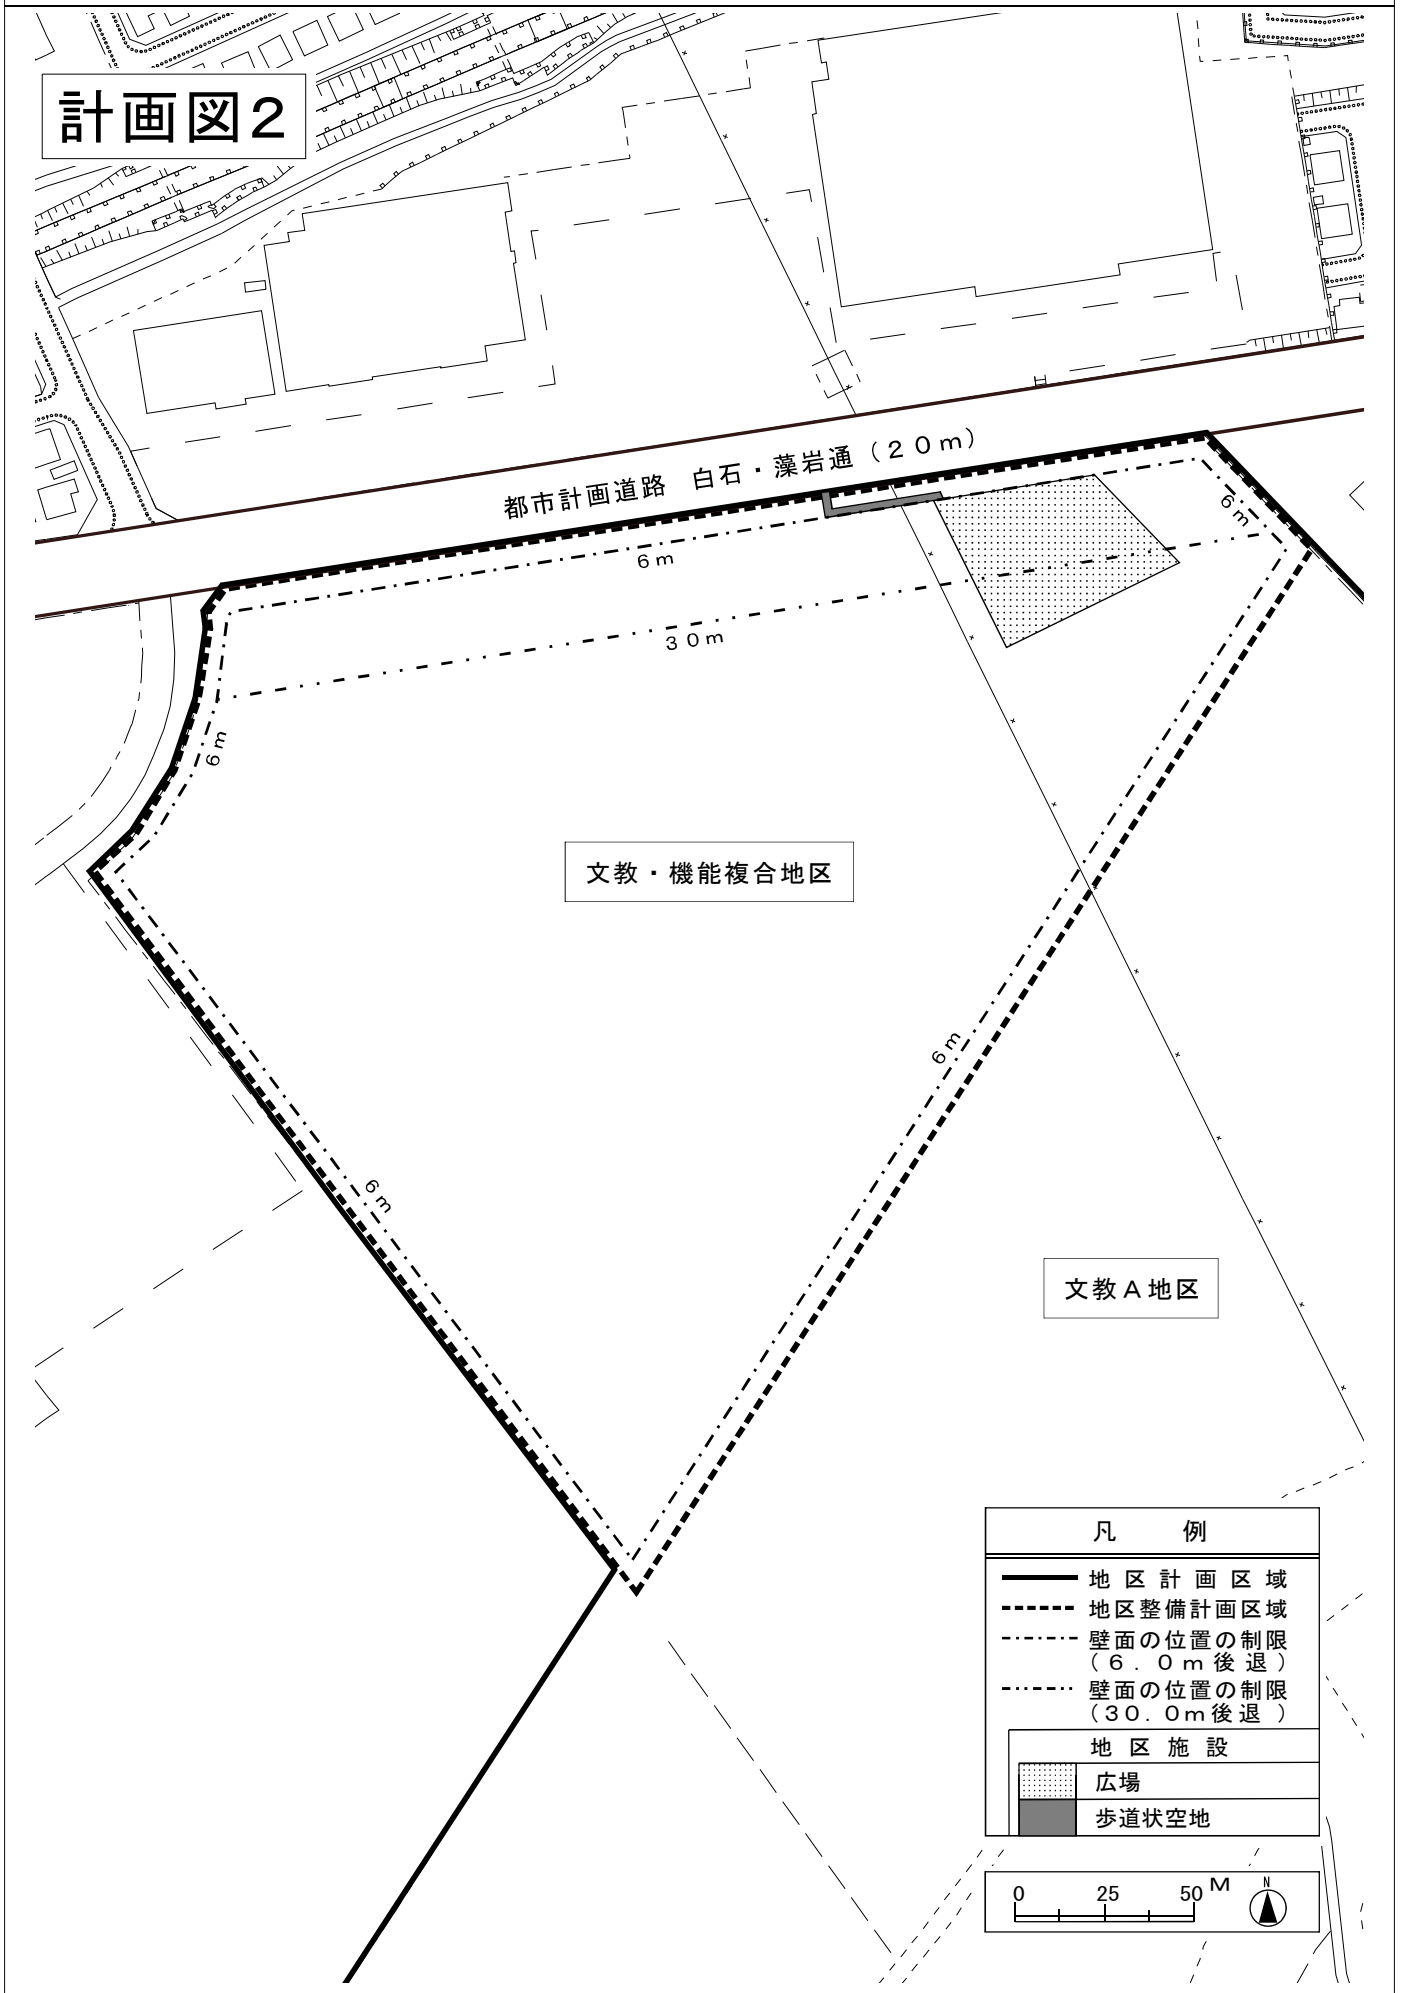 計画図2
都市計画道路　白石・藻岩通（２０ｍ）
6m
6m
30m
6m
文教・機能複合地区
6m
6m
文教Ａ地区
凡　例
地区計画区域
地区整備計画区域
壁面の位置の制限
（6.0m後退）
壁面の位置の制限
（30.0m後退）
地区施設
広場
歩道状空地
0 25 50 M N